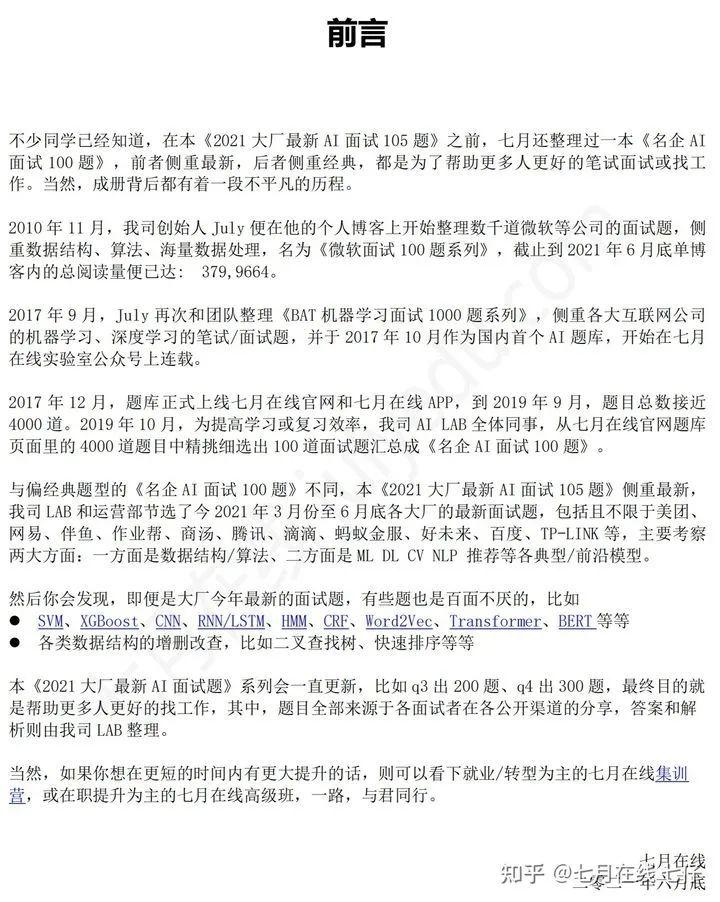 前言
不少同学已经知道，在本《2021 大厂最新 AI 面试 105 题》之前，七月还整理过一本《名企 AI
面试 100 题》，前者侧重最新，后者侧重经典，都是为了帮助更多人更好的笔试面试或找工
作。当然，成册背后都有着一段不平凡的历程。
2010 年 11 月，我司创始人 July 便在他的个人博客上开始整理数千道微软等公司的面试题，侧
重数据结构、算法、海量数据处理，名为《微软面试 100 题系列》，截止到 2021 年 6 月底单博
客内的总阅读量便已达： 379,9664。
2017 年 9 月，July 再次和团队整理《BAT 机器学习面试 1000 题系列》，侧重各大互联网公司
的机器学习、深度学习的笔试/面试题，并于 2017 年 10 月作为国内首个 AI 题库，开始在七月
在线实验室公众号上连载。
2017 年 12 月，题库正式上线七月在线官网和七月在线 APP，到 2019 年 9 月，题目总数接近
4000 道。2019 年 10 月，为提高学习或复习效率，我司 AI LAB 全体同事，从七月在线官网题库
页面里的 4000 道题目中精挑细选出 100 道面试题汇总成《名企 AI 面试 100 题》。
与偏经典题型的《名企 AI 面试 100 题》不同，本《2021 大厂最新 AI 面试 105 题》侧重最新，
我司 LAB 和运营部节选了今 2021 年 3 月份至 6 月底各大厂的最新面试题，包括且不限于美团、
网易、伴鱼、作业帮、商汤、腾讯、滴滴、蚂蚁金服、好未来、百度、TP-LINK 等，主要考察
两大方面：一方面是数据结构/算法、二方面是 ML DL CV NLP 推荐等各典型/前沿模型。
然后你会发现，即便是大厂今年最新的面试题，有些题也是百面不厌的，比如
● SVM、XGBoost、CNN、RNN/LSTM、HMM、CRF、Word2Vec、Transformer、BERT 等等
● 各类数据结构的增删改查，比如二叉查找树、快速排序等等
本《2021 大厂最新 AI 面试题》系列会一直更新，比如 q3 出 200 题、q4 出 300 题，最终目的就
是帮助更多人更好的找工作，其中，题目全部来源于各面试者在各公开渠道的分享，答案和解
析则由我司 LAB 整理。
当然，如果你想在更短的时间内有更大提升的话，则可以看下就业/转型为主的七月在线集训
营，或在职提升为主的七月在线高级班，一路，与君同行。
七月在线
知乎 @七月在线七仔
二零二一年六月底